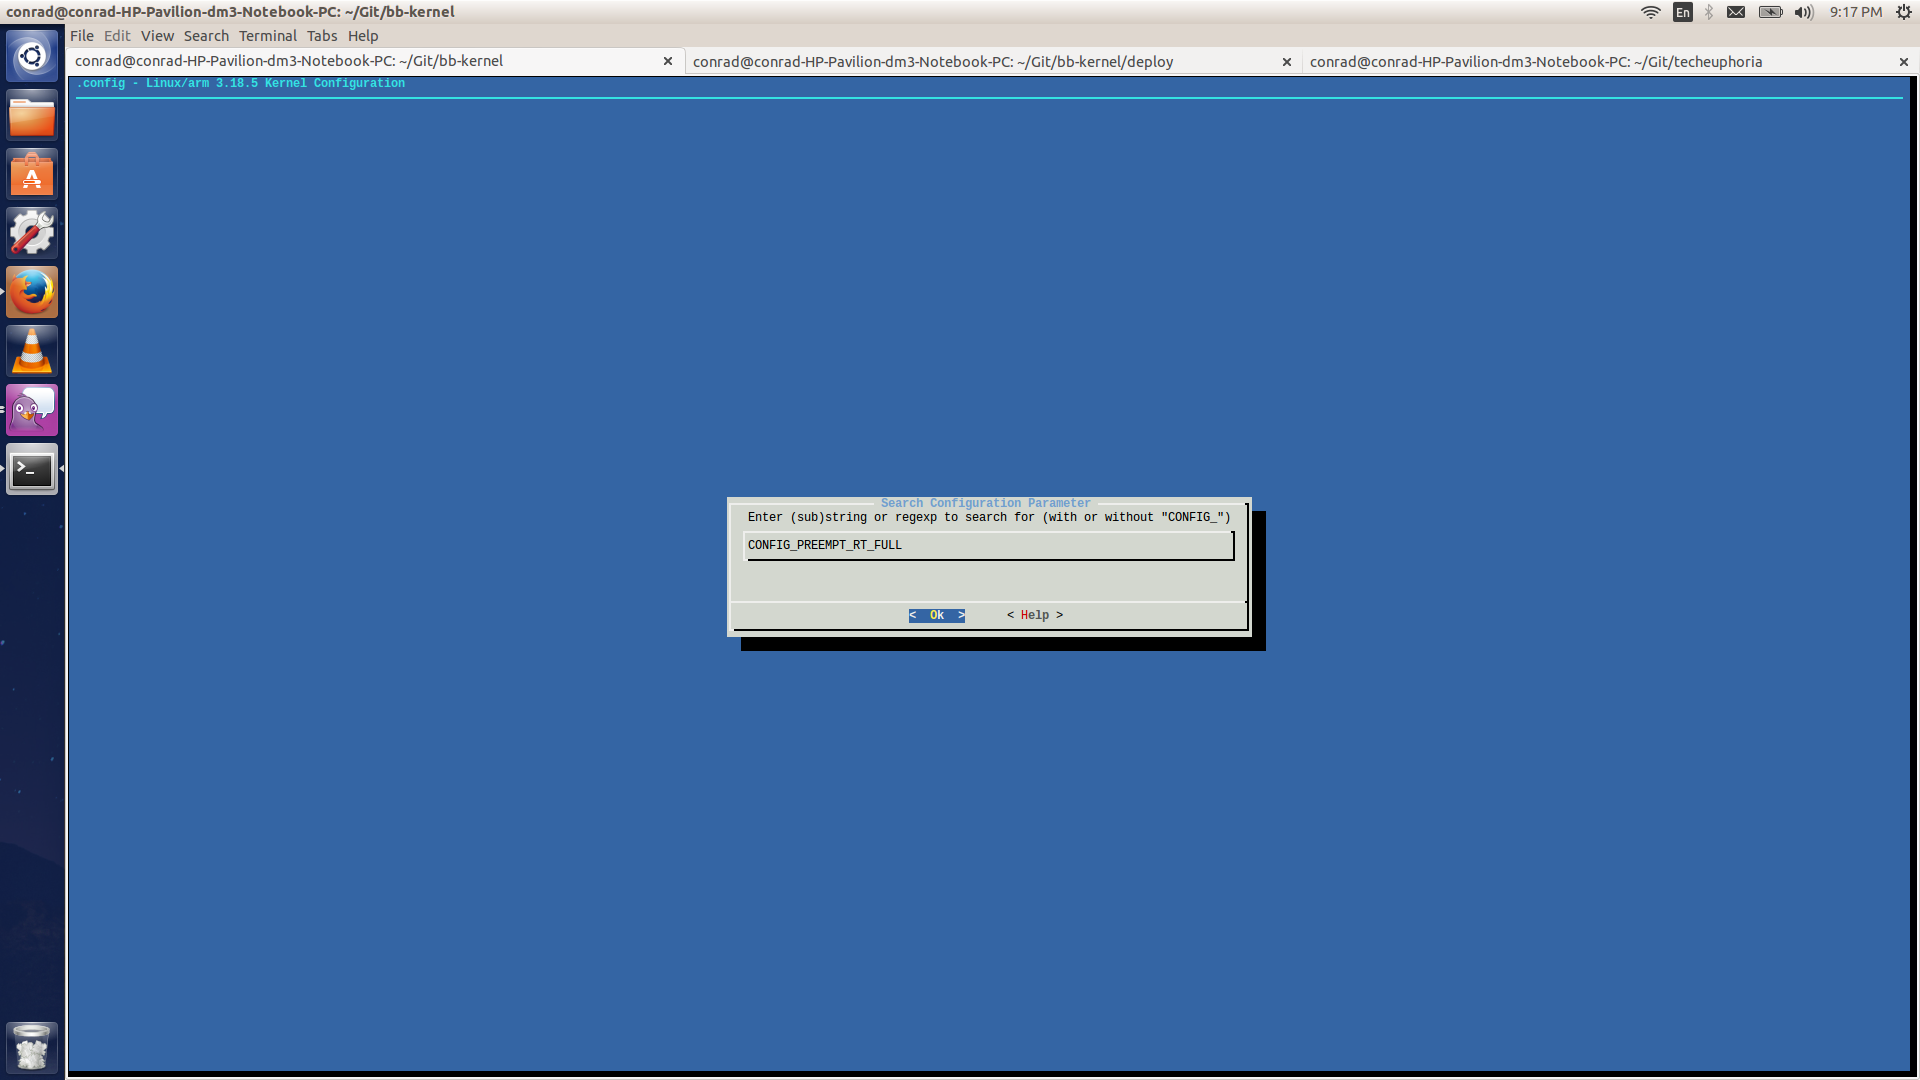 conrad@conrad-HP-Pavilion-dm3-Notebook-PC: ~/Git/bb-kernel
En
9:17 PM
File Edit View Search Terminal Tabs Help
conrad@conrad-HP-Pavilion-dm3-Notebook-PC: ~/Git/bb-kernel
conrad@conrad-HP-Pavilion-dm3-Notebook-PC: ~/Git/bb-kernel/deploy
conrad@conrad-HP-Pavilion-dm3-Notebook-PC: ~/Git/techeuphoria
.config - Linux/arm 3.18.5 Kernel Configuration
Search Configuration Parameter
Enter (sub)string or regexp to search for (with or without "CONFIG_")
CONFIG_PREEMPT_RT_FULL
<  Ok  > < Help >